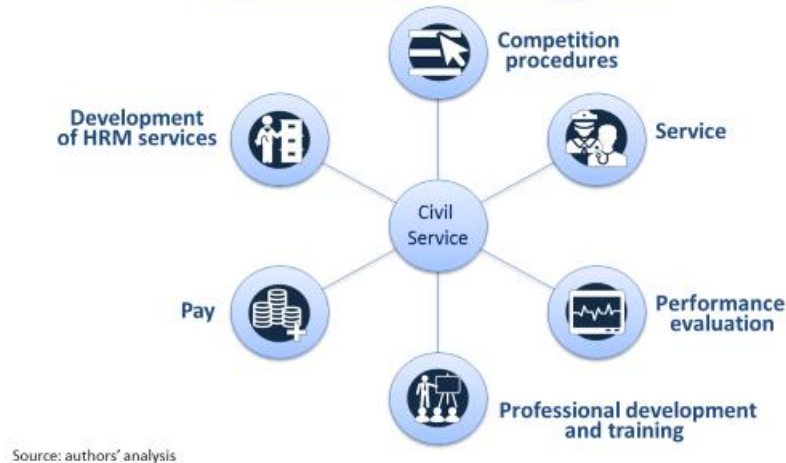 Competition
procedures
Development
of HRM services
Service
Civil
Service
Pay
Performance
evaluation
Professional development
and training
Source: authors' analysis